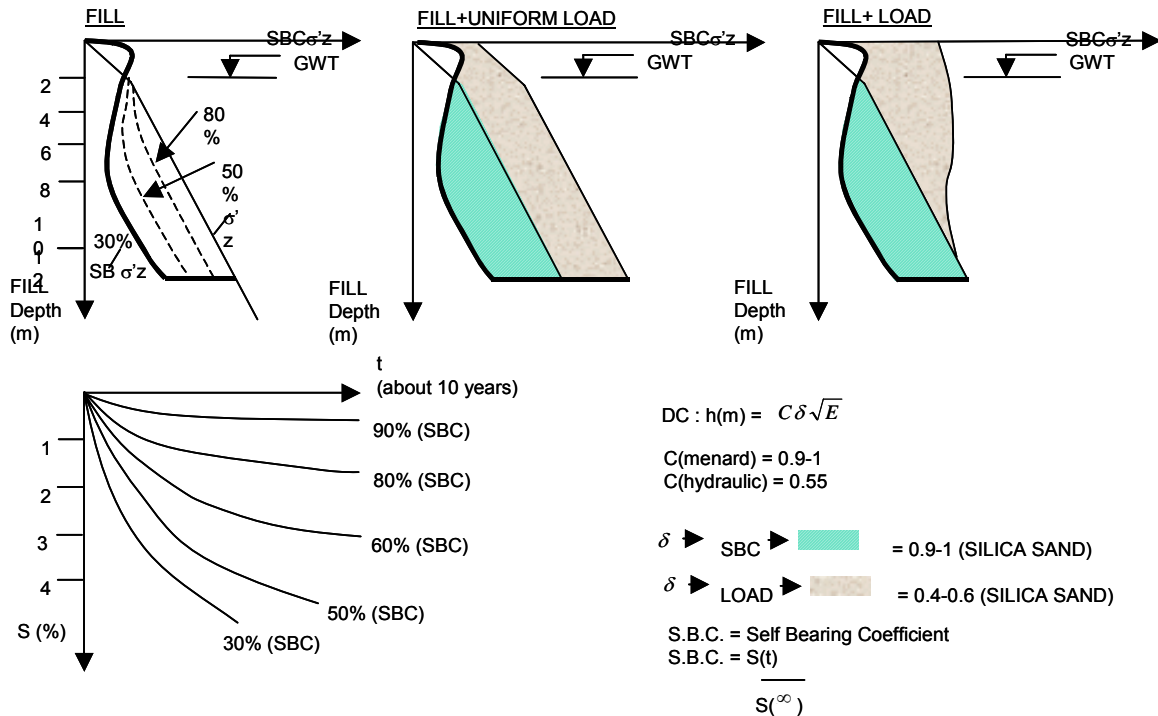 FILL
SBCσ'z
GWT
2
4
6
8
1
0
1
2
80
%
50
%
σ'
z
30%
SB σ'z
FILL
Depth
(m)
FILL+UNIFORM LOAD
SBCσ'z
GWT
FILL
Depth
(m)
FILL+ LOAD
SBCσ'z
GWT
FILL
Depth
(m)
t
(about 10 years)
1
2
3
4
S (%)
90% (SBC)
80% (SBC)
60% (SBC)
50% (SBC)
30% (SBC)
DC : h(m) = Cδ√E
C(menard) = 0.9-1
C(hydraulic) = 0.55
δ SBC = 0.9-1 (SILICA SAND)
δ LOAD = 0.4-0.6 (SILICA SAND)
S.B.C. = Self Bearing Coefficient
S.B.C. = S(t)
S(∞)